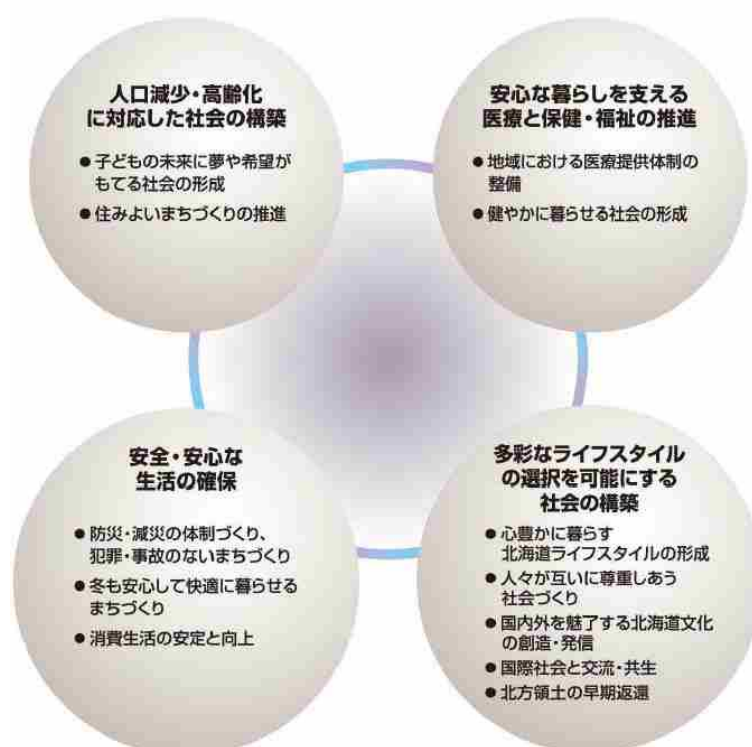 人口減少・高齢化
に対応した社会の構築
● 子どもの未来に夢や希望が
もてる社会の形成
● 住みよいまちづくりの推進
安心な暮らしを支える
医療と保健・福祉の推進
● 地域における医療提供体制の
整備
● 健やかに暮らせる社会の形成
安全・安心な
生活の確保
● 防災・減災の体制づくり、
犯罪・事故のないまちづくり
● 冬も安心して快適に暮らせる
まちづくり
● 消費生活の安定と向上
多彩なライフスタイル
の選択を可能にする
社会の構築
● 心豊かに暮らす
北海道ライフスタイルの形成
● 人々が互いに尊重しあう
社会づくり
● 国内外を魅了する北海道文化
の創造・発信
● 国際社会と交流・共生
● 北方領土の早期返還